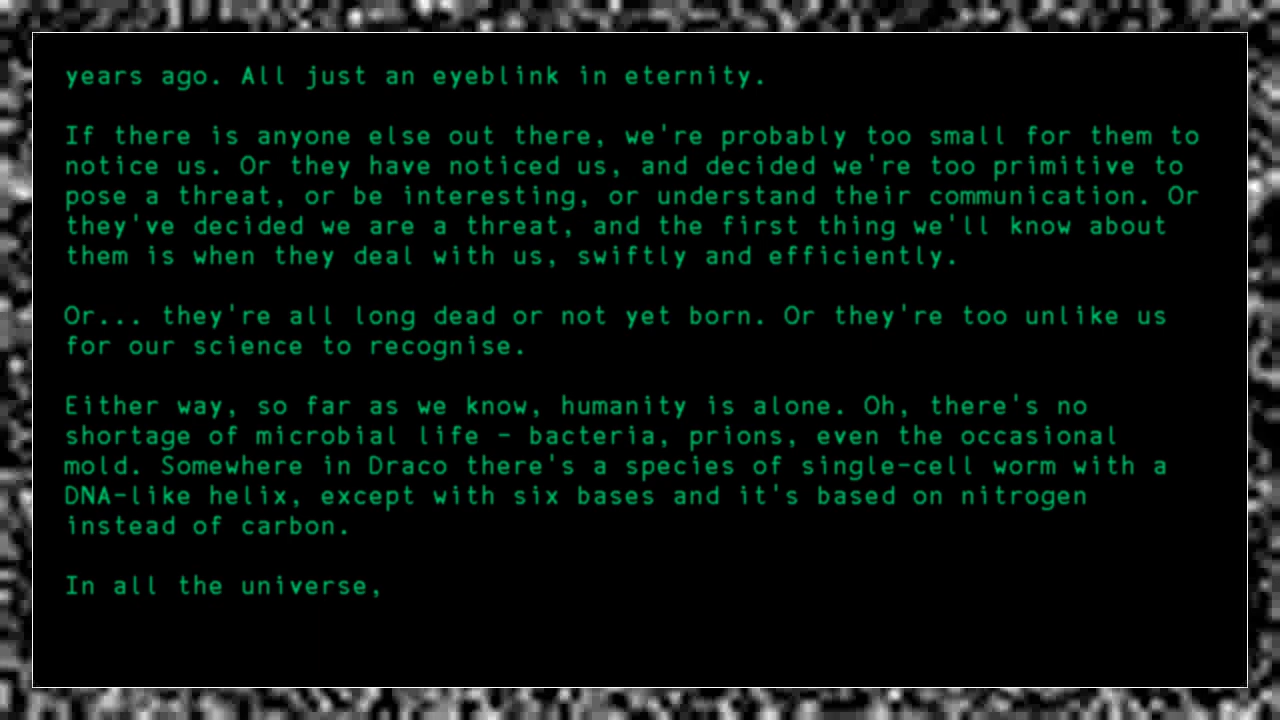 years ago. All just an eyeblink in eternity.
If there is anyone else out there, we're probably too small for them to
notice us. Or they have noticed us, and decided we're too primitive to
pose a threat, or be interesting, or understand their communication. Or
they've decided we are a threat, and the first thing we'll know about
them is when they deal with us, swiftly and efficiently.
Or... they're all long dead or not yet born. Or they're too unlike us
for our science to recognise.
Either way, so far as we know, humanity is alone. Oh, there's no
shortage of microbial life - bacteria, prions, even the occasional
mold. Somewhere in Draco there's a species of single-cell worm with a
DNA-like helix, except with six bases and it's based on nitrogen
instead of carbon.
In all the universe,